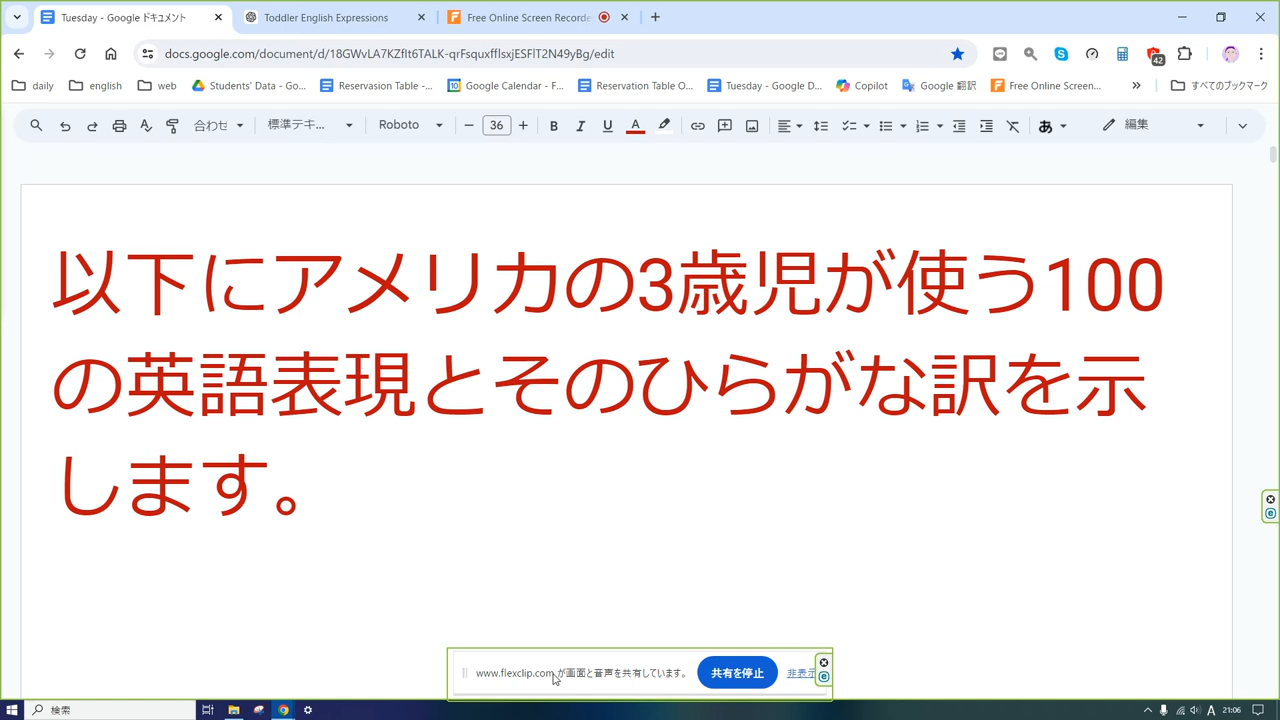 Tuesday - Google ドキュメント
Toddler English Expressions
Free Online Screen Recorde
docs.google.com/document/d/18GWvLA7KZflt6TALK-qrFsquxfflsxjESFlT2N49yBg/edit
42
daily
english
web
Students' Data - Go...
Reservasion Table -...
Google Calendar - F...
Reservation Table O...
Tuesday - Google D...
Copilot
Google 翻訳
Free Online Screen...
すべてのブックマーク
合わせ
標準テキ...
Roboto
36
B I U A
あ
編集
以下にアメリカの3歳児が使う100
の英語表現とそのひらがな訳を示
します。
www.flexclip.com が画面と音声を共有しています。
共有を停止
非表示
検索
A
21:06